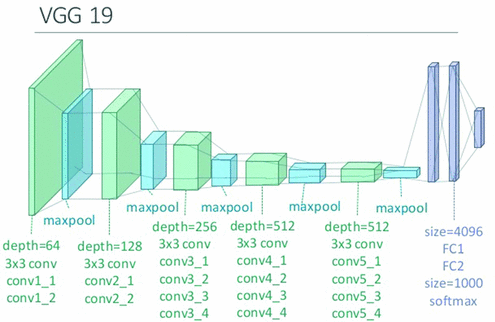 VGG 19
maxpool
maxpool
maxpool
maxpool
maxpool
depth=64
3x3 conv
conv1_1
conv1_2
depth=128
3x3 conv
conv2_1
conv2_2
depth=256
3x3 conv
conv3_1
conv3_2
conv3_3
conv3_4
depth=512
3x3 conv
conv4_1
conv4_2
conv4_3
conv4_4
depth=512
3x3 conv
conv5_1
conv5_2
conv5_3
conv5_4
size=4096
FC1
FC2
size=1000
softmax